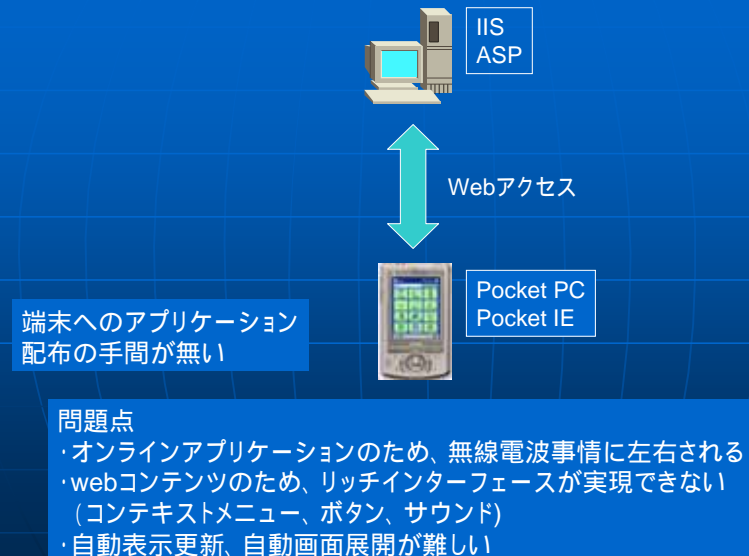 IIS
ASP
Webアクセス
Pocket PC
Pocket IE
端末へのアプリケーション
配布の手間が無い
問題点
・オンラインアプリケーションのため、無線電波事情に左右される
・webコンテンツのため、リッチインターフェースが実現できない
(コンテキストメニュー、ボタン、サウンド)
・自動表示更新、自動画面展開が難しい